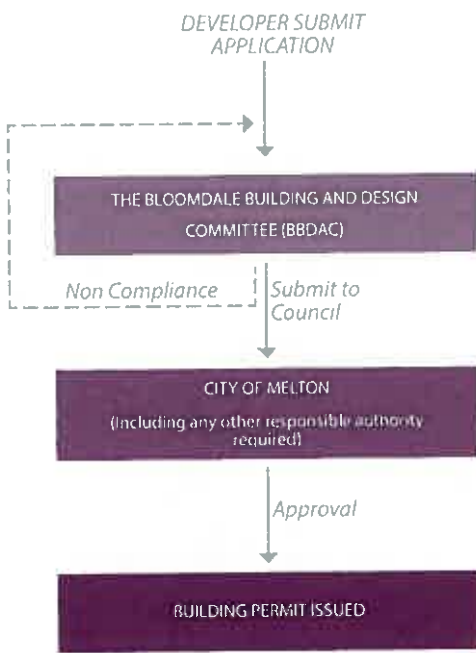 DEVELOPER SUBMIT
APPLICATION
THE BLOOMDALE BUILDING AND DESIGN
COMMITTEE (BBDAC)
Non Compliance
Submit to
Council
CITY OF MELTON
(Including any other responsible authority
required)
Approval
BUILDING PERMIT ISSUED